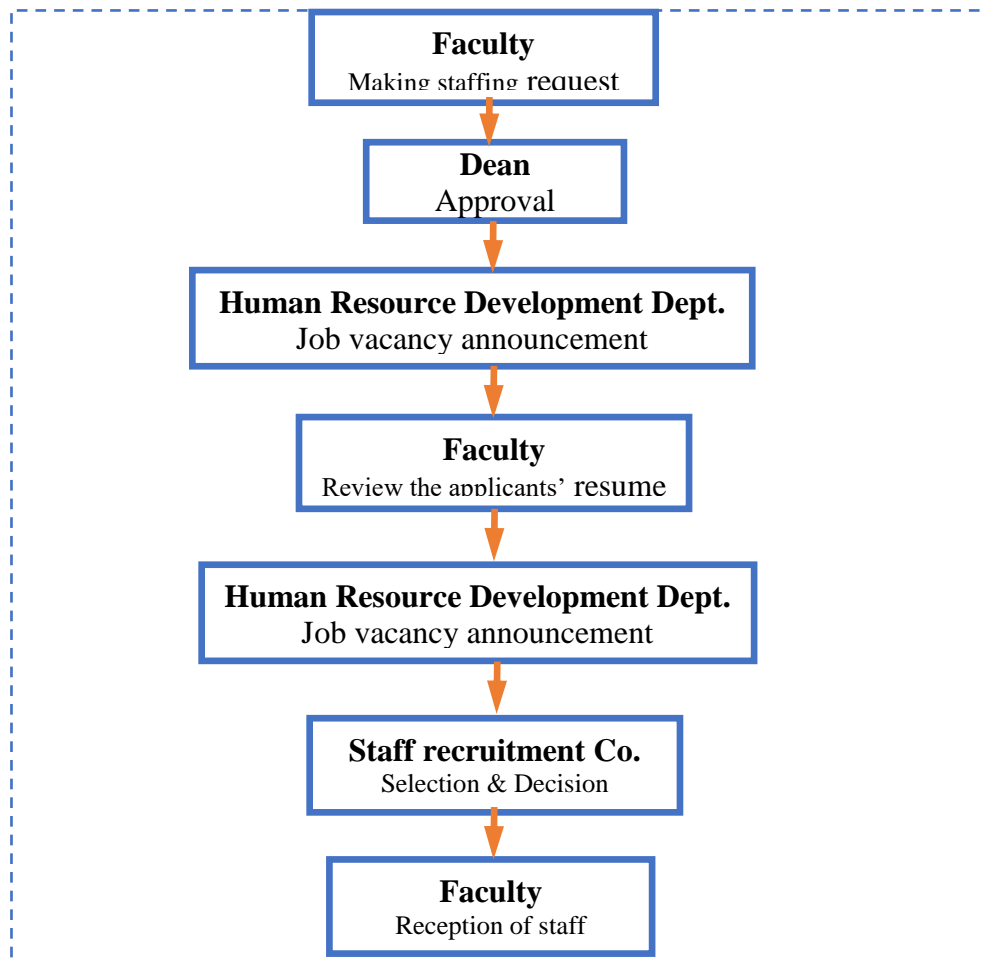 Faculty
Making staffing request
Dean
Approval
Human Resource Development Dept.
Job vacancy announcement
Faculty
Review the applicants’ resume
Human Resource Development Dept.
Job vacancy announcement
Staff recruitment Co.
Selection & Decision
Faculty
Reception of staff